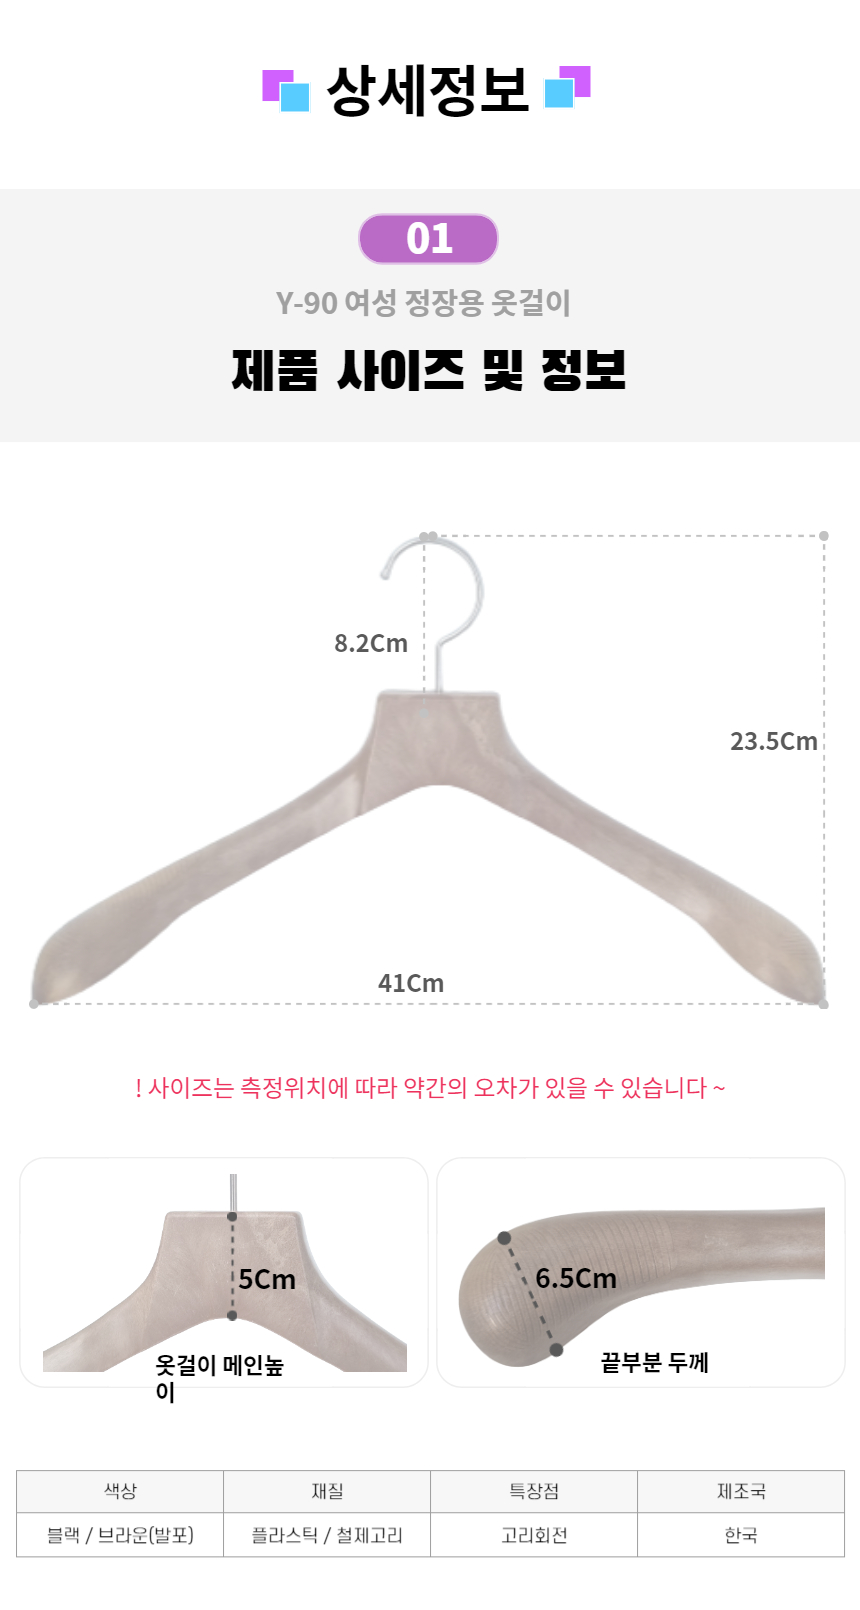 상세정보
01
Y-90 여성 정장용 옷걸이
제품 사이즈 및 정보
8.2Cm
23.5Cm
41Cm
! 사이즈는 측정위치에 따라 약간의 오차가 있을 수 있습니다 ~
5Cm
옷걸이 메인높
이
6.5Cm
끝부분 두께
색상 재질 특장점 제조국
블랙 / 브라운(발포) 플라스틱 / 철제고리 고리회전 한국